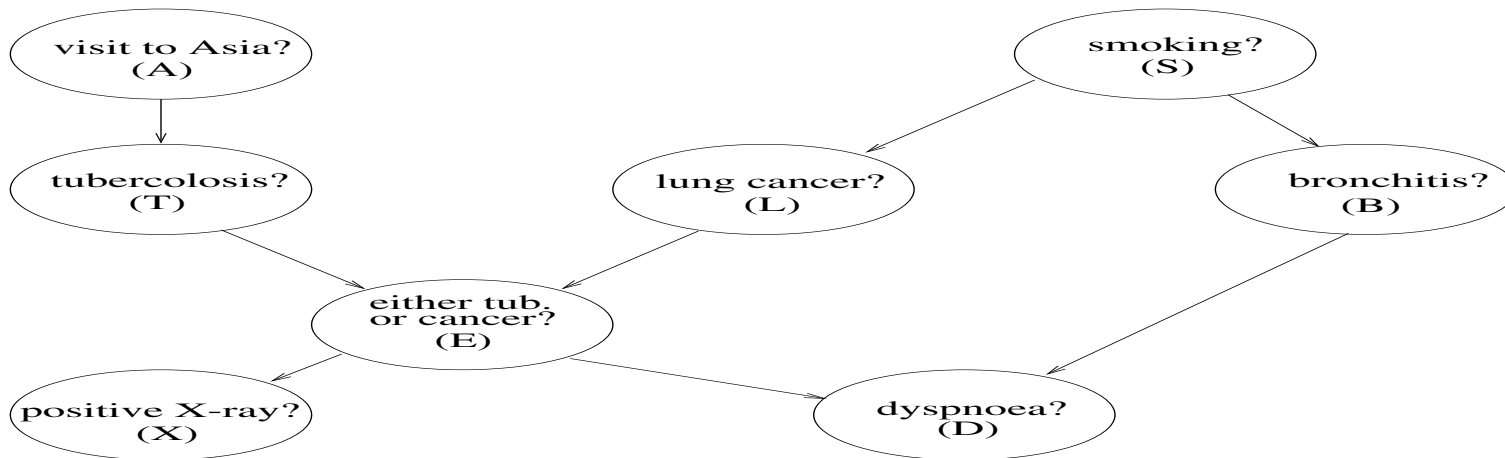 visit to Asia?
(A)
smoking?
(S)
tubercolosis?
(T)
lung cancer?
(L)
bronchitis?
(B)
either tub.
or cancer?
(E)
positive X-ray?
(X)
dyspnoea?
(D)